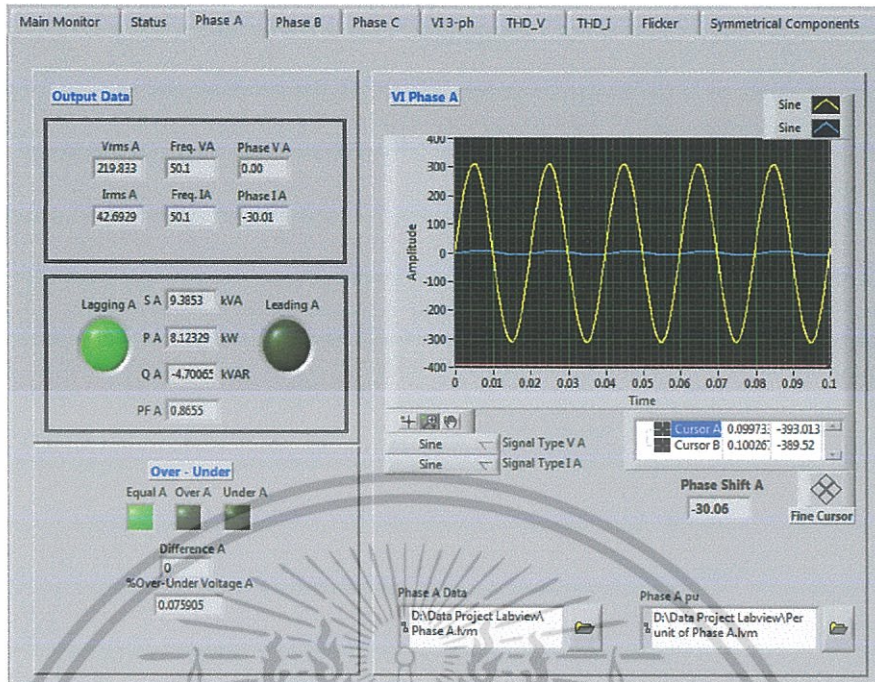 Main Monitor Status Phase A Phase B Phase C VI 3-ph THD_V THD_I Flicker Symmetrical Components
Output Data
Vrms A Freq. VA Phase V A
219.833 50.1 0.00
Irms A Freq. IA Phase I A
42.6929 50.1 -30.01
Lagging A S A 9.3853 kVA Leading A
P A 8.12329 kW
Q A -4.70065 kVAR
PF A 0.8655
Over - Under
Equal A Over A Under A
Difference A
0
%Over-Under Voltage A
0.075905
VI Phase A
Sine
Sine
400
300
200
100
0
-100
-200
-300
-400
Amplitude
0 0.01 0.02 0.03 0.04 0.05 0.06 0.07 0.08 0.09 0.1
Time
Sine Signal Type V A
Sine Signal Type I A
Cursor A 0.099733 -393.013
Cursor B 0.100267 -389.52
Phase Shift A
-30.06
Fine Cursor
Phase A Data
D:\Data Project Labview\
Phase A.lvm
Phase A pu
D:\Data Project Labview\Per
unit of Phase A.lvm